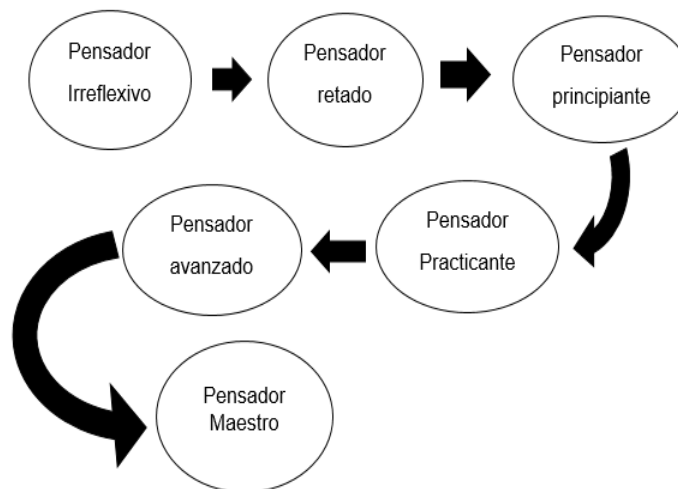 Pensador
Irreflexivo
Pensador
retado
Pensador
principiante
Pensador
Practicante
Pensador
avanzado
Pensador
Maestro